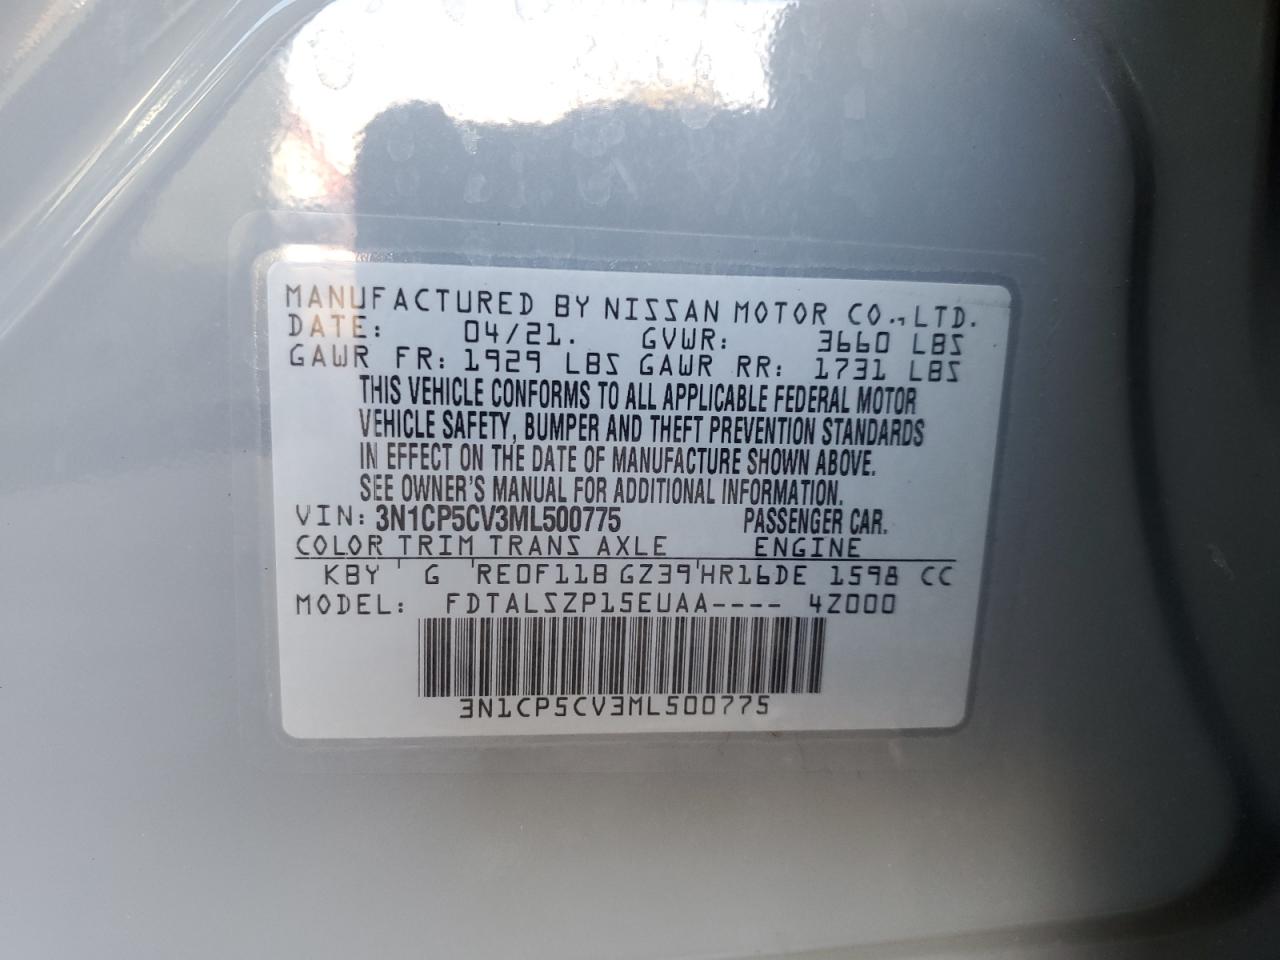 MANUFACTURED BY NISSAN MOTOR CO., LTD.
DATE: 04/21. GVWR: 3660 LBS
GAWR FR: 1929 LBS GAWR RR: 1731 LBS
THIS VEHICLE CONFORMS TO ALL APPLICABLE FEDERAL MOTOR
VEHICLE SAFETY, BUMPER AND THEFT PREVENTION STANDARDS
IN EFFECT ON THE DATE OF MANUFACTURE SHOWN ABOVE.
SEE OWNER'S MANUAL FOR ADDITIONAL INFORMATION.
VIN: 3N1CP5CV3ML500775 PASSENGER CAR.
COLOR TRIM TRANS AXLE ENGINE
KBY ' G 'RE0F11B GZ39'HR16DE 1598 CC
MODEL: FDTALSZP15EUAA---- 4Z000
3N1CP5CV3ML500775